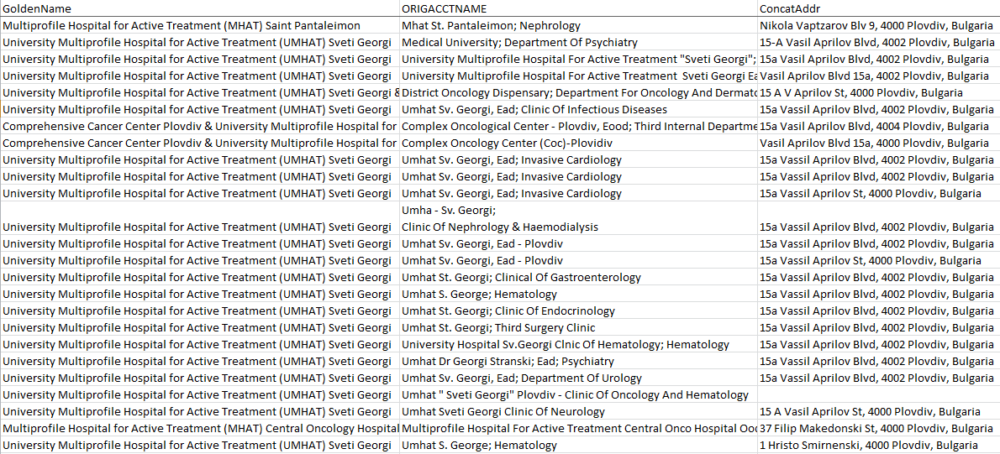 GoldenName ORIGACCTNAME ConcatAddr
Multiprofile Hospital for Active Treatment (MHAT) Saint Pantaleimon Mhat St. Pantaleimon; Nephrology Nikola Vaptzarov Blv 9, 4000 Plovdiv, Bulgaria
University Multiprofile Hospital for Active Treatment (UMHAT) Sveti Georgi Medical University; Department Of Psychiatry 15-A Vasil Aprilov Blvd, 4002 Plovdiv, Bulgaria
University Multiprofile Hospital for Active Treatment (UMHAT) Sveti Georgi University Multiprofile Hospital For Active Treatment "Sveti Georgi"; 15a Vasil Aprilov Blvd, 4002 Plovdiv, Bulgaria
University Multiprofile Hospital for Active Treatment (UMHAT) Sveti Georgi University Multiprofile Hospital For Active Treatment Sveti Georgi Ea Vasil Aprilov Blvd 15a, 4002 Plovdiv, Bulgaria
University Multiprofile Hospital for Active Treatment (UMHAT) Sveti Georgi & District Oncology Dispensary; Department For Oncology And Dermato 15 A V Aprilov St, 4000 Plovdiv, Bulgaria
University Multiprofile Hospital for Active Treatment (UMHAT) Sveti Georgi Umhat Sv. Georgi, Ead; Clinic Of Infectious Diseases 15a Vassil Aprilov Blvd, 4002 Plovdiv, Bulgaria
Comprehensive Cancer Center Plovdiv & University Multiprofile Hospital for Complex Oncological Center - Plovdiv, Eood; Third Internal Departme 15a Vassil Aprilov Blvd, 4004 Plovdiv, Bulgaria
Comprehensive Cancer Center Plovdiv & University Multiprofile Hospital for Complex Oncology Center (Coc)-Plovidiv Vasil Aprilov Blvd 15a, 4000 Plovdiv, Bulgaria
University Multiprofile Hospital for Active Treatment (UMHAT) Sveti Georgi Umhat Sv. Georgi, Ead; Invasive Cardiology 15a Vassil Aprilov Blvd, 4002 Plovdiv, Bulgaria
University Multiprofile Hospital for Active Treatment (UMHAT) Sveti Georgi Umhat Sv. Georgi, Ead; Invasive Cardiology 15a Vassil Aprilov Blvd, 4002 Plovdiv, Bulgaria
University Multiprofile Hospital for Active Treatment (UMHAT) Sveti Georgi Umhat Sv. Georgi, Ead; Invasive Cardiology 15a Vassil Aprilov St, 4000 Plovdiv, Bulgaria
Umha - Sv. Georgi;
University Multiprofile Hospital for Active Treatment (UMHAT) Sveti Georgi Clinic Of Nephrology & Haemodialysis 15a Vassil Aprilov Blvd, 4002 Plovdiv, Bulgaria
University Multiprofile Hospital for Active Treatment (UMHAT) Sveti Georgi Umhat Sv. Georgi, Ead - Plovdiv 15a Vassil Aprilov Blvd, 4002 Plovdiv, Bulgaria
University Multiprofile Hospital for Active Treatment (UMHAT) Sveti Georgi Umhat Sv. Georgi, Ead - Plovdiv 15a Vassil Aprilov St, 4000 Plovdiv, Bulgaria
University Multiprofile Hospital for Active Treatment (UMHAT) Sveti Georgi Umhat St. Georgi; Clinical Of Gastroenterology 15a Vassil Aprilov Blvd, 4002 Plovdiv, Bulgaria
University Multiprofile Hospital for Active Treatment (UMHAT) Sveti Georgi Umhat S. George; Hematology 15a Vassil Aprilov Blvd, 4002 Plovdiv, Bulgaria
University Multiprofile Hospital for Active Treatment (UMHAT) Sveti Georgi Umhat St. Georgi; Clinic Of Endocrinology 15a Vassil Aprilov Blvd, 4002 Plovdiv, Bulgaria
University Multiprofile Hospital for Active Treatment (UMHAT) Sveti Georgi Umhat St. Georgi; Third Surgery Clinic 15a Vassil Aprilov Blvd, 4002 Plovdiv, Bulgaria
University Multiprofile Hospital for Active Treatment (UMHAT) Sveti Georgi University Hospital Sv.Georgi Clnic Of Hematology; Hematology 15a Vassil Aprilov Blvd, 4002 Plovdiv, Bulgaria
University Multiprofile Hospital for Active Treatment (UMHAT) Sveti Georgi Umhat Dr Georgi Stranski; Ead; Psychiatry 15a Vassil Aprilov Blvd, 4002 Plovdiv, Bulgaria
University Multiprofile Hospital for Active Treatment (UMHAT) Sveti Georgi Umhat Sv. Georgi, Ead; Department Of Urology 15a Vassil Aprilov Blvd, 4002 Plovdiv, Bulgaria
University Multiprofile Hospital for Active Treatment (UMHAT) Sveti Georgi Umhat " Sveti Georgi" Plovdiv - Clinic Of Oncology And Hematology
University Multiprofile Hospital for Active Treatment (UMHAT) Sveti Georgi Umhat Sveti Georgi Clinic Of Neurology 15 A Vasil Aprilov St, 4000 Plovdiv, Bulgaria
Multiprofile Hospital for Active Treatment (MHAT) Central Oncology Hospital Multiprofile Hospital For Active Treatment Central Onco Hospital Ood 37 Filip Makedonski St, 4000 Plovdiv, Bulgaria
University Multiprofile Hospital for Active Treatment (UMHAT) Sveti Georgi Umhat S. George; Hematology 1 Hristo Smirnenski, 4000 Plovdiv, Bulgaria